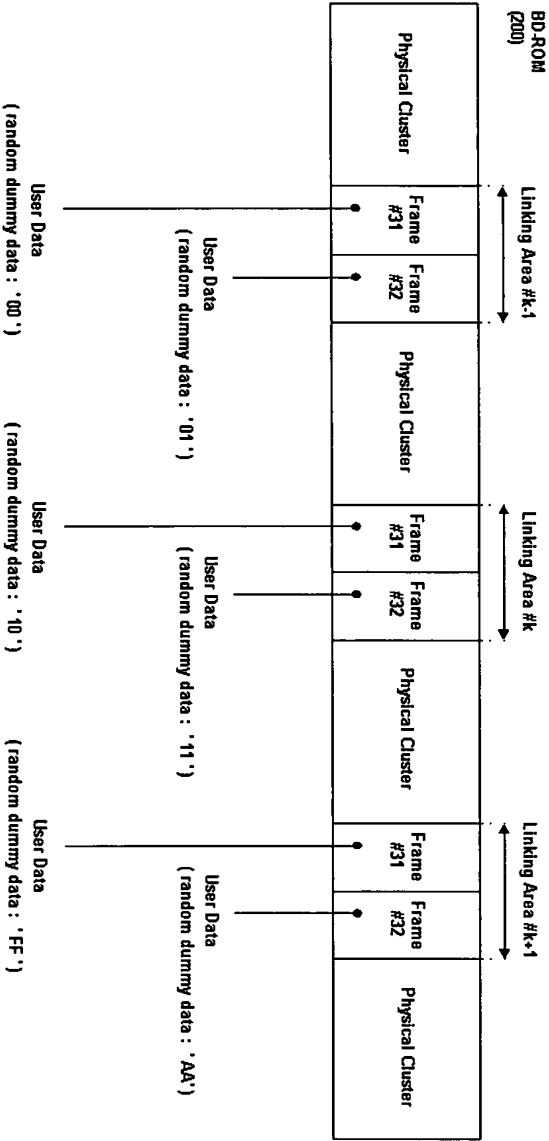 BD-ROM
(200)
Linking Area #k-1
Linking Area #k
Linking Area #k+1
Physical Cluster
Frame
#31
Frame
#32
Physical Cluster
Frame
#31
Frame
#32
Physical Cluster
Frame
#31
Frame
#32
Physical Cluster
User Data
( random dummy data : '01 ' )
User Data
( random dummy data : '11 ' )
User Data
( random dummy data : 'AA')
User Data
( random dummy data : '00 ' )
User Data
( random dummy data : '10 ' )
User Data
( random dummy data : 'FF ' )